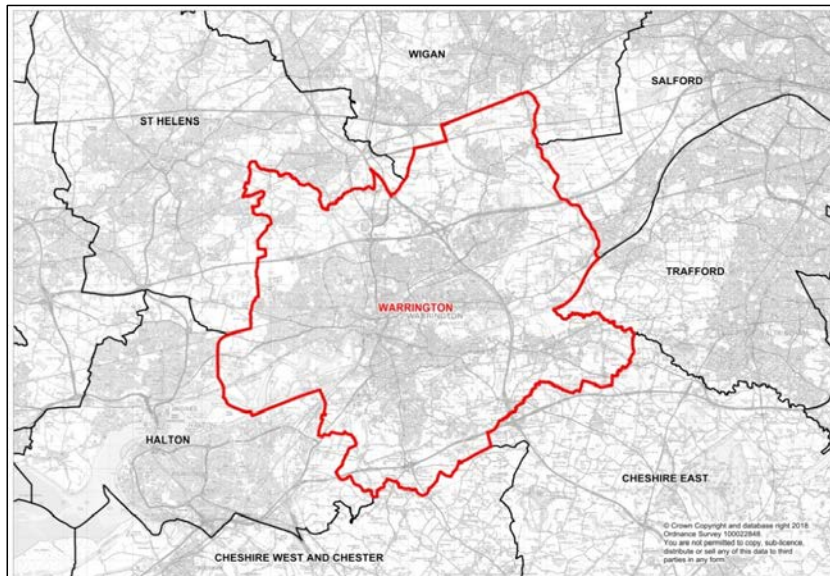 WIGAN
SALFORD
ST HELENS
TRAFFORD
WARRINGTON
WARRINGTON
HALTON
CHESHIRE EAST
CHESHIRE WEST AND CHESTER
© Crown Copyright and database right 2018.
Ordnance Survey 100022848.
You are not permitted to copy, sub-licence,
distribute or sell any of this data to third
parties in any form.